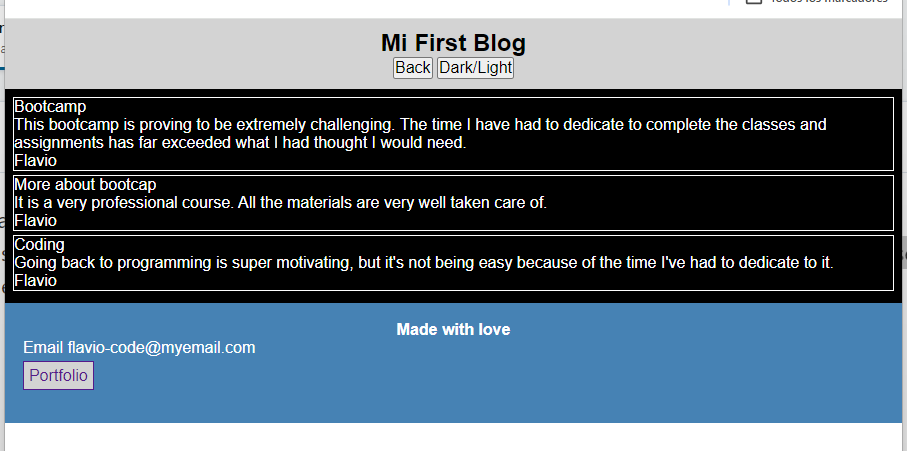 Todos los marcadores
Mi First Blog
Back Dark/Light
Bootcamp
This bootcamp is proving to be extremely challenging. The time I have had to dedicate to complete the classes and
assignments has far exceeded what I had thought I would need.
Flavio
More about bootcap
It is a very professional course. All the materials are very well taken care of.
Flavio
Coding
Going back to programming is super motivating, but it's not being easy because of the time I've had to dedicate to it.
Flavio
Made with love
Email flavio-code@myemail.com
Portfolio